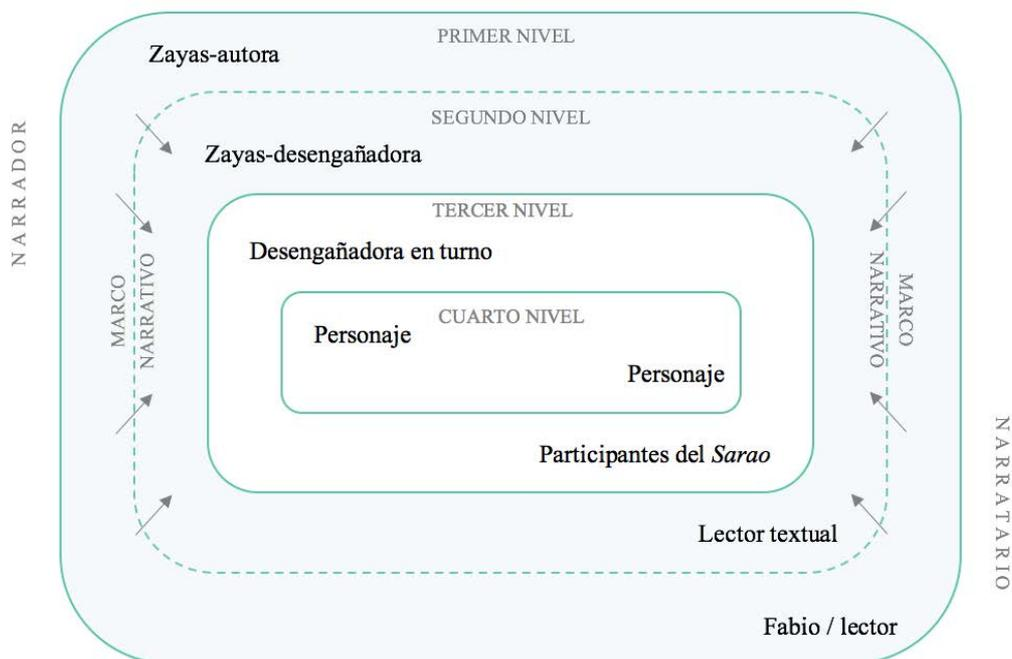 PRIMER NIVEL
Zayas-autora
SEGUNDO NIVEL
Zayas-desengañadora
TERCER NIVEL
Desengañadora en turno
CUARTO NIVEL
Personaje
Personaje
Participantes del Sarao
Lector textual
Fabio / lector
NARRADOR
MARCO
NARRATIVO
MARCO
NARRATIVO
NARRATARIO